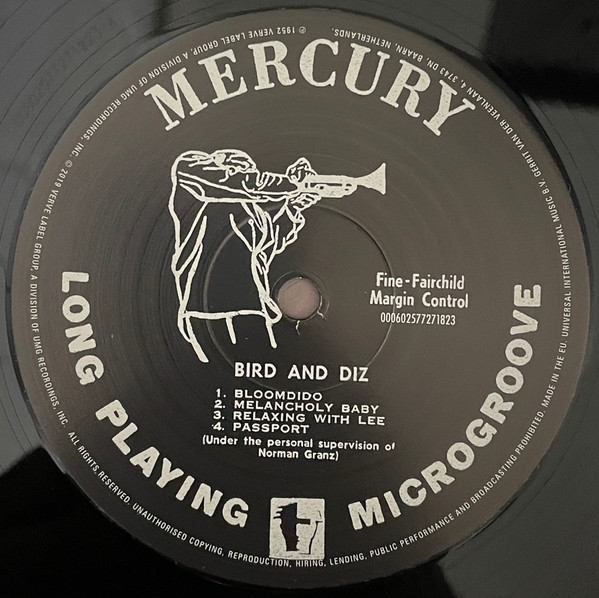 MERCURY
Fine-Fairchild
Margin Control
000602577271823
BIRD AND DIZ
1. BLOOMDIDO
2. MELANCHOLY BABY
3. RELAXING WITH LEE
4. PASSPORT
(Under the personal supervision of
Norman Granz)
LONG PLAYING MICROGROOVE
℗ 1952 VERVE LABEL GROUP, A DIVISION OF UMG RECORDINGS, INC. © 2019 VERVE LABEL GROUP, A DIVISION OF UMG RECORDINGS, INC. ALL RIGHTS RESERVED. UNAUTHORISED COPYING, REPRODUCTION, HIRING, LENDING, PUBLIC PERFORMANCE AND BROADCASTING PROHIBITED. MADE IN THE EU. UNIVERSAL INTERNATIONAL MUSIC B.V. GERRIT VAN DER VEENLAAN, 4, 3743 DN, BAARN, NETHERLANDS.